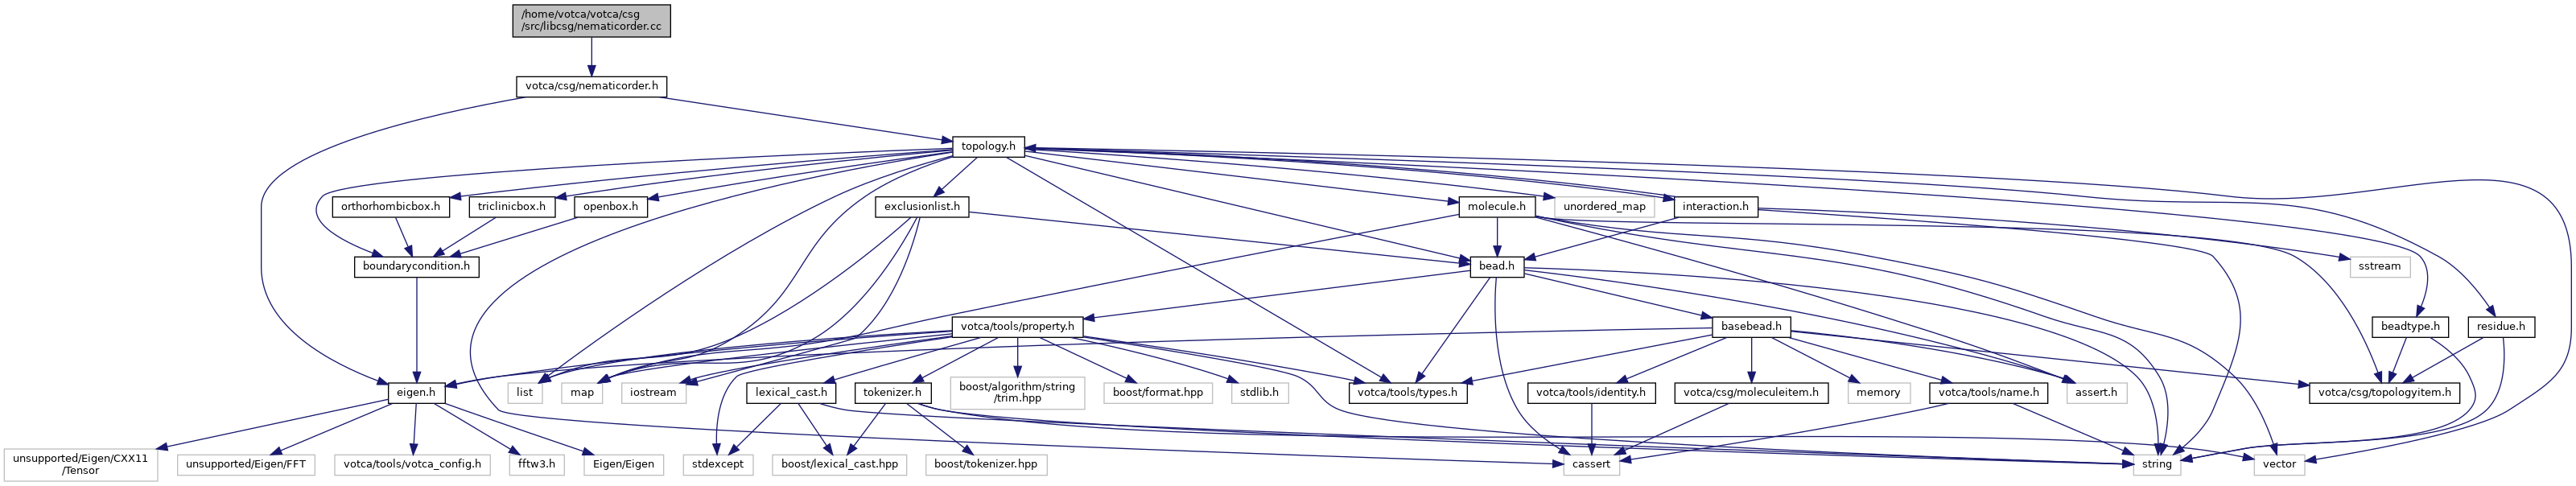 /home/votca/votca/csg
/src/libcsg/nematicorder.cc
votca/csg/nematicorder.h
topology.h
orthorhombicbox.h
triclinicbox.h
openbox.h
exclusionlist.h
molecule.h
unordered_map
interaction.h
boundarycondition.h
bead.h
sstream
votca/tools/property.h
basebead.h
beadtype.h
residue.h
eigen.h
list
map
iostream
lexical_cast.h
tokenizer.h
boost/algorithm/string
/trim.hpp
boost/format.hpp
stdlib.h
votca/tools/types.h
votca/tools/identity.h
votca/csg/moleculeitem.h
memory
votca/tools/name.h
assert.h
votca/csg/topologyitem.h
unsupported/Eigen/CXX11
/Tensor
unsupported/Eigen/FFT
votca/tools/votca_config.h
fftw3.h
Eigen/Eigen
stdexcept
boost/lexical_cast.hpp
boost/tokenizer.hpp
cassert
string
vector